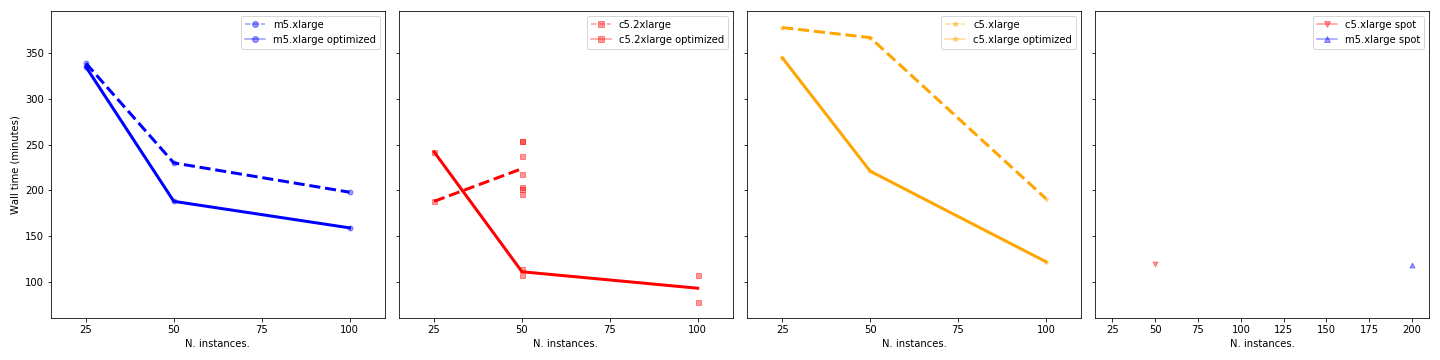 m5.xlarge
m5.xlarge optimized
c5.2xlarge
c5.2xlarge optimized
c5.xlarge
c5.xlarge optimized
c5.xlarge spot
m5.xlarge spot
350
300
250
200
150
100
Wall time (minutes)
25 50 75 100
25 50 75 100
25 50 75 100
25 50 75 100 125 150 175 200
N. instances.
N. instances.
N. instances.
N. instances.